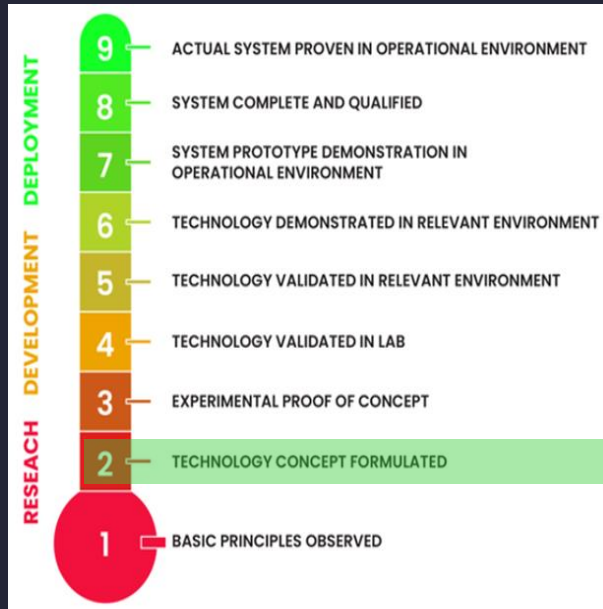 DEPLOYMENT
DEVELOPMENT
RESEACH
9 ACTUAL SYSTEM PROVEN IN OPERATIONAL ENVIRONMENT
8 SYSTEM COMPLETE AND QUALIFIED
7 SYSTEM PROTOTYPE DEMONSTRATION IN
OPERATIONAL ENVIRONMENT
6 TECHNOLOGY DEMONSTRATED IN RELEVANT ENVIRONMENT
5 TECHNOLOGY VALIDATED IN RELEVANT ENVIRONMENT
4 TECHNOLOGY VALIDATED IN LAB
3 EXPERIMENTAL PROOF OF CONCEPT
2 TECHNOLOGY CONCEPT FORMULATED
1 BASIC PRINCIPLES OBSERVED